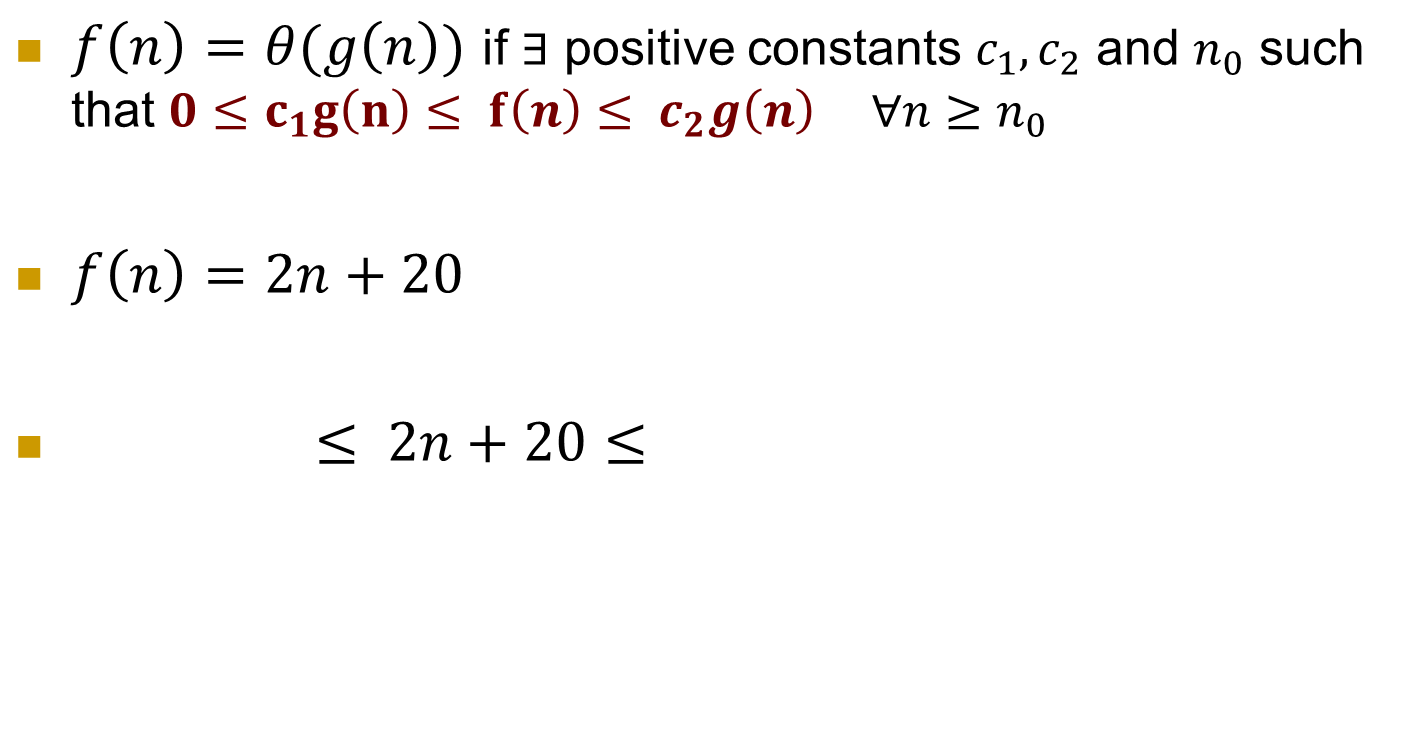 ■ f(n) = θ(g(n)) if ∃ positive constants c₁, c₂ and n₀ such
that 0 ≤ c₁g(n) ≤ f(n) ≤ c₂g(n) ∀n ≥ n₀
■ f(n) = 2n + 20
■ ≤ 2n + 20 ≤